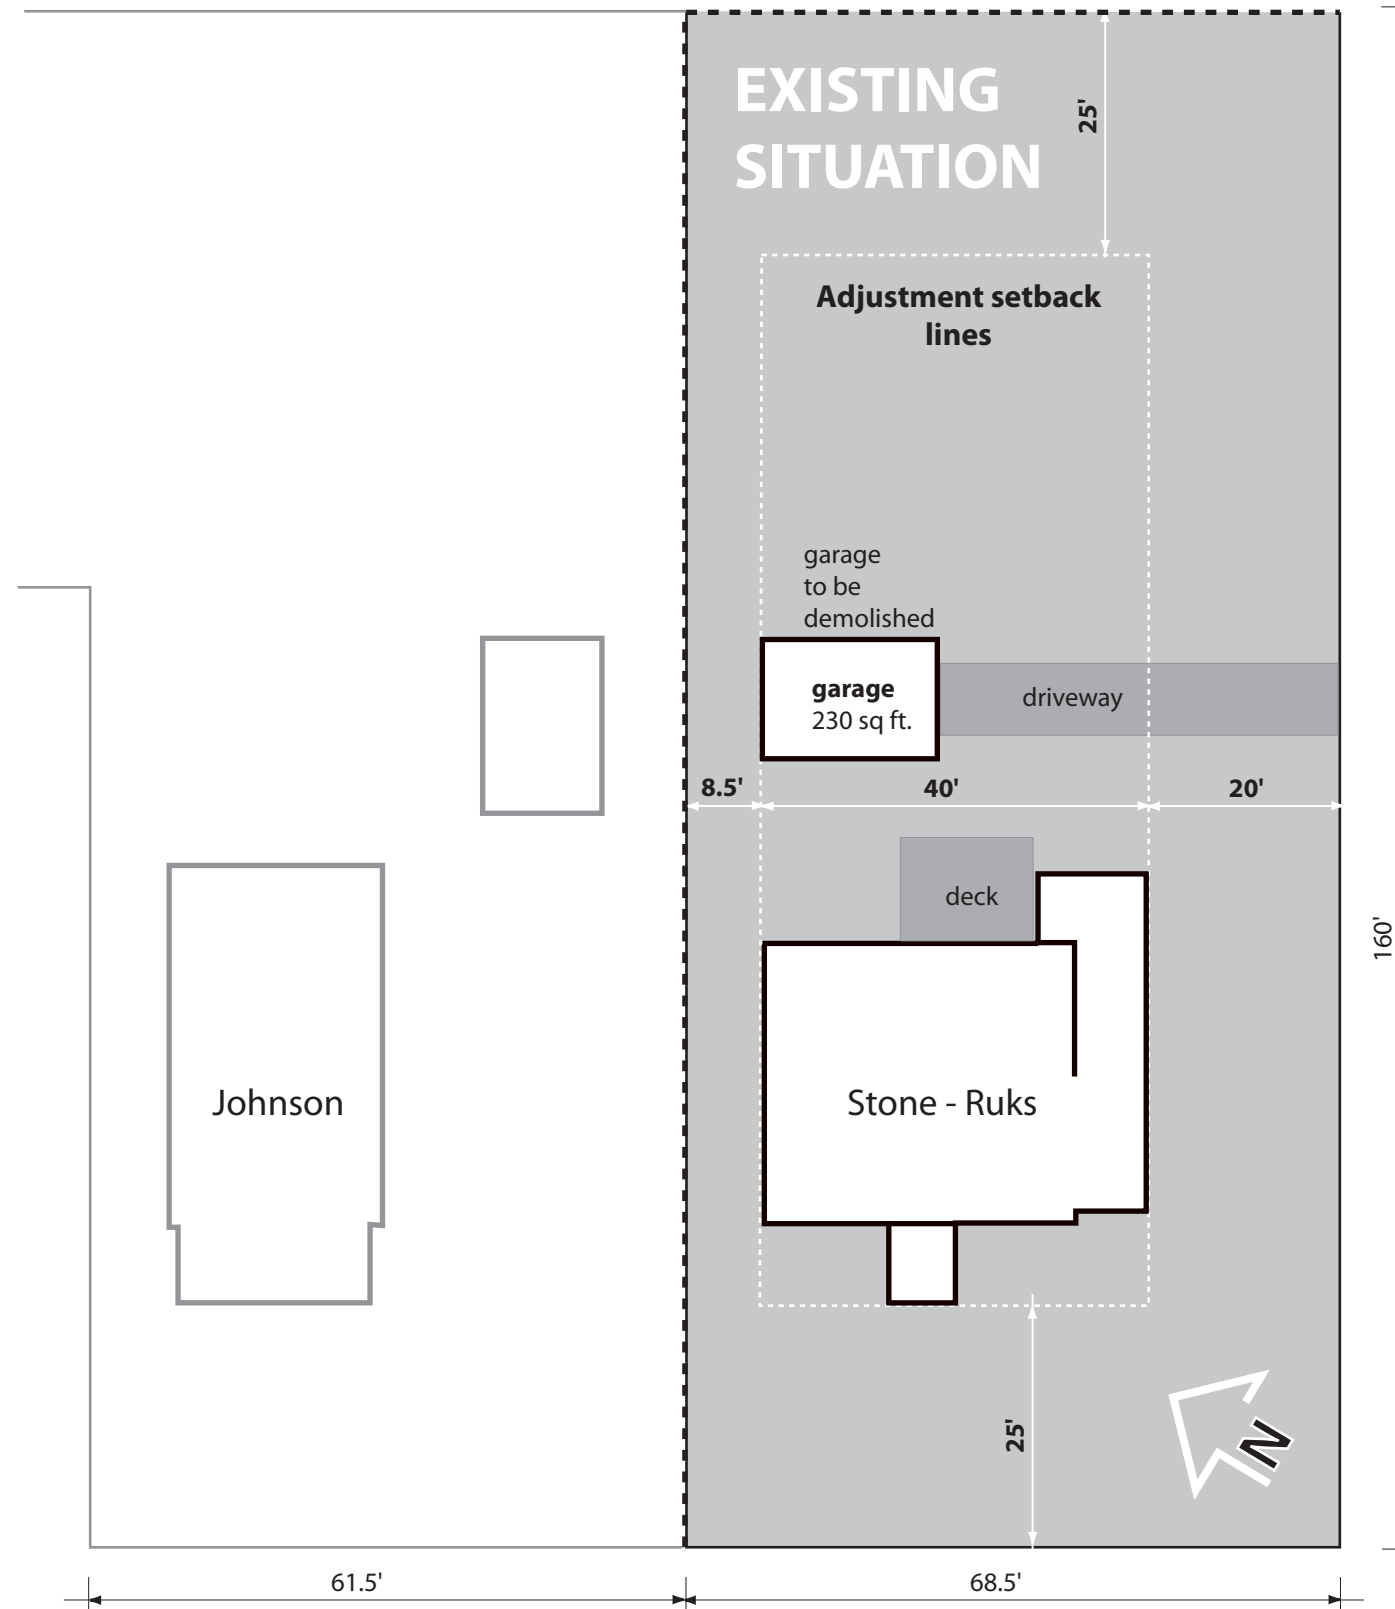 EXISTING
SITUATION
25'
Adjustment setback
lines
garage
to be
demolished
garage
230 sq ft.
driveway
8.5'
40'
20'
deck
160'
Johnson
Stone - Ruks
25'
N
61.5'
68.5'